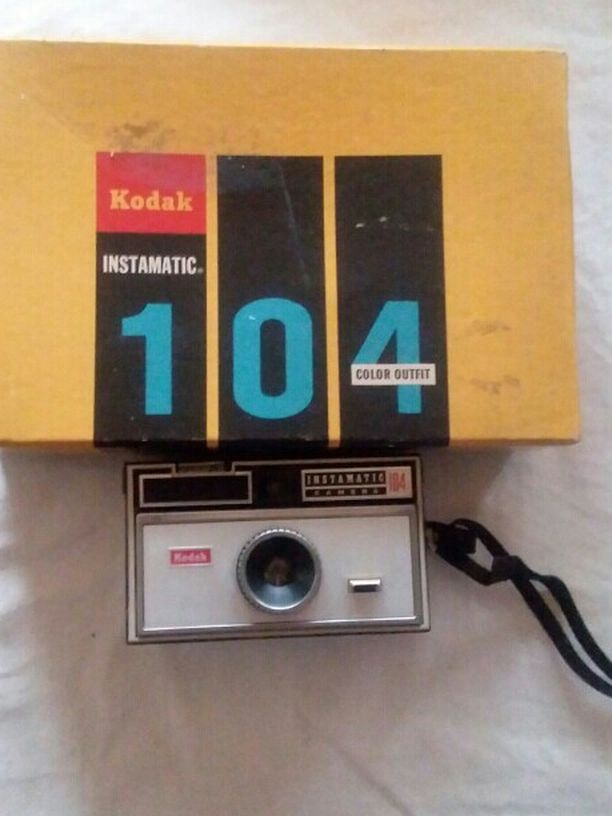 Kodak
INSTAMATIC®
104
COLOR OUTFIT
INSTAMATIC 104
CAMERA
Kodak